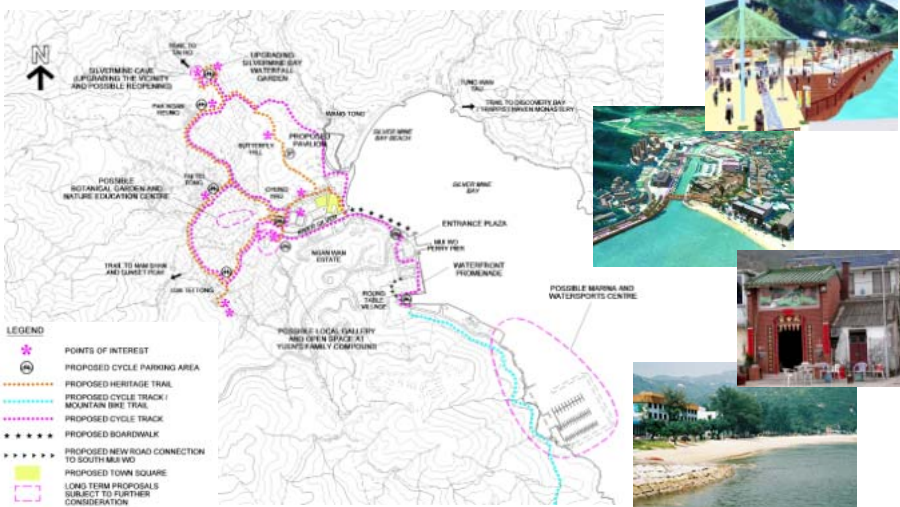 N
TRAIL TO
TAI HO
UPGRADING
SILVERMINE BAY
WATERFALL
GARDEN
SILVERMINE CAVE
(UPGRADING THE VICINITY
AND POSSIBLE REOPENING)
PAK NGAN
HEUNG
WANG TONG
TUNG WAN
TAU
TRAIL TO DISCOVERY BAY
/ TRAPPIST HAVEN MONASTERY
SILVER MINE
BAY BEACH
PROPOSED
PAVILION
BUTTERFLY
HILL
POSSIBLE
BOTANICAL GARDEN AND
NATURE EDUCATION CENTRE
TONG
CHUNG
HAU
SILVER MINE
BAY
ENTRANCE PLAZA
MUI WO
FERRY PIER
NGAN WAN
ESTATE
WATERFRONT
PROMENADE
TRAIL TO NAM SHAN
AND SUNSET PEAK
LUK TEI TONG
ROUND
TABLE
VILLAGE
POSSIBLE MARINA AND
WATERSPORTS CENTRE
POSSIBLE LOCAL GALLERY
AND OPEN SPACE AT
YUEN'S FAMILY COMPOUND
LEGEND
POINTS OF INTEREST
PROPOSED CYCLE PARKING AREA
PROPOSED HERITAGE TRAIL
PROPOSED CYCLE TRACK /
MOUNTAIN BIKE TRAIL
PROPOSED CYCLE TRACK
PROPOSED BOARDWALK
PROPOSED NEW ROAD CONNECTION
TO SOUTH MUI WO
PROPOSED TOWN SQUARE
LONG TERM PROPOSALS
SUBJECT TO FURTHER
CONSIDERATION